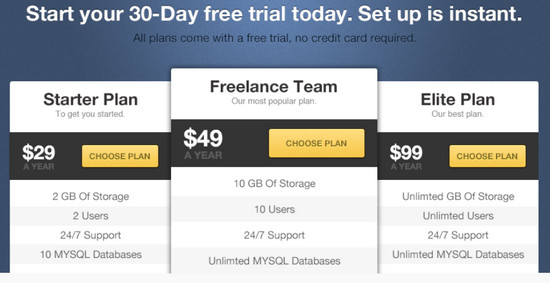 Start your 30-Day free trial today. Set up is instant.
All plans come with a free trial, no credit card required.
Starter Plan
To get you started.
$29
A YEAR
CHOOSE PLAN
2 GB Of Storage
2 Users
24/7 Support
10 MYSQL Databases
Freelance Team
Our most popular plan.
$49
A YEAR
CHOOSE PLAN
10 GB Of Storage
10 Users
24/7 Support
Unlimted MYSQL Databases
Elite Plan
Our best plan.
$99
A YEAR
CHOOSE PLAN
Unlimted GB Of Storage
Unlimted Users
24/7 Support
Unlimted MYSQL Databases